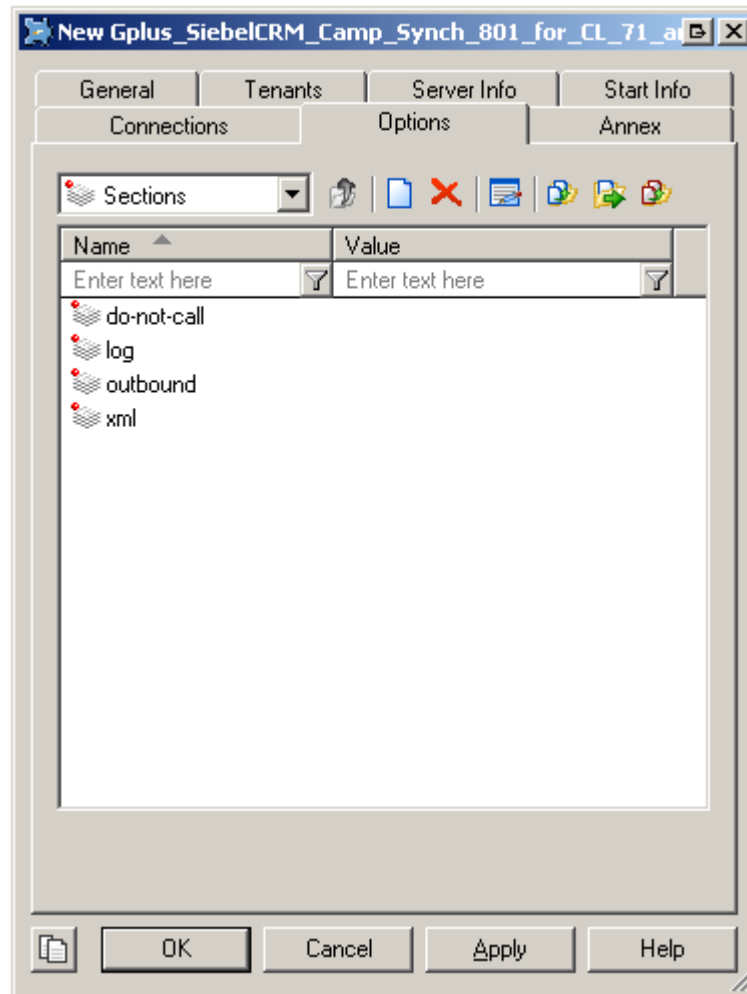 New Gplus_SiebelCRM_Camp_Synch_801_for_CL_71_a
General Tenants Server Info Start Info
Connections Options Annex
Sections
Name Value
Enter text here Enter text here
do-not-call
log
outbound
xml
OK Cancel Apply Help